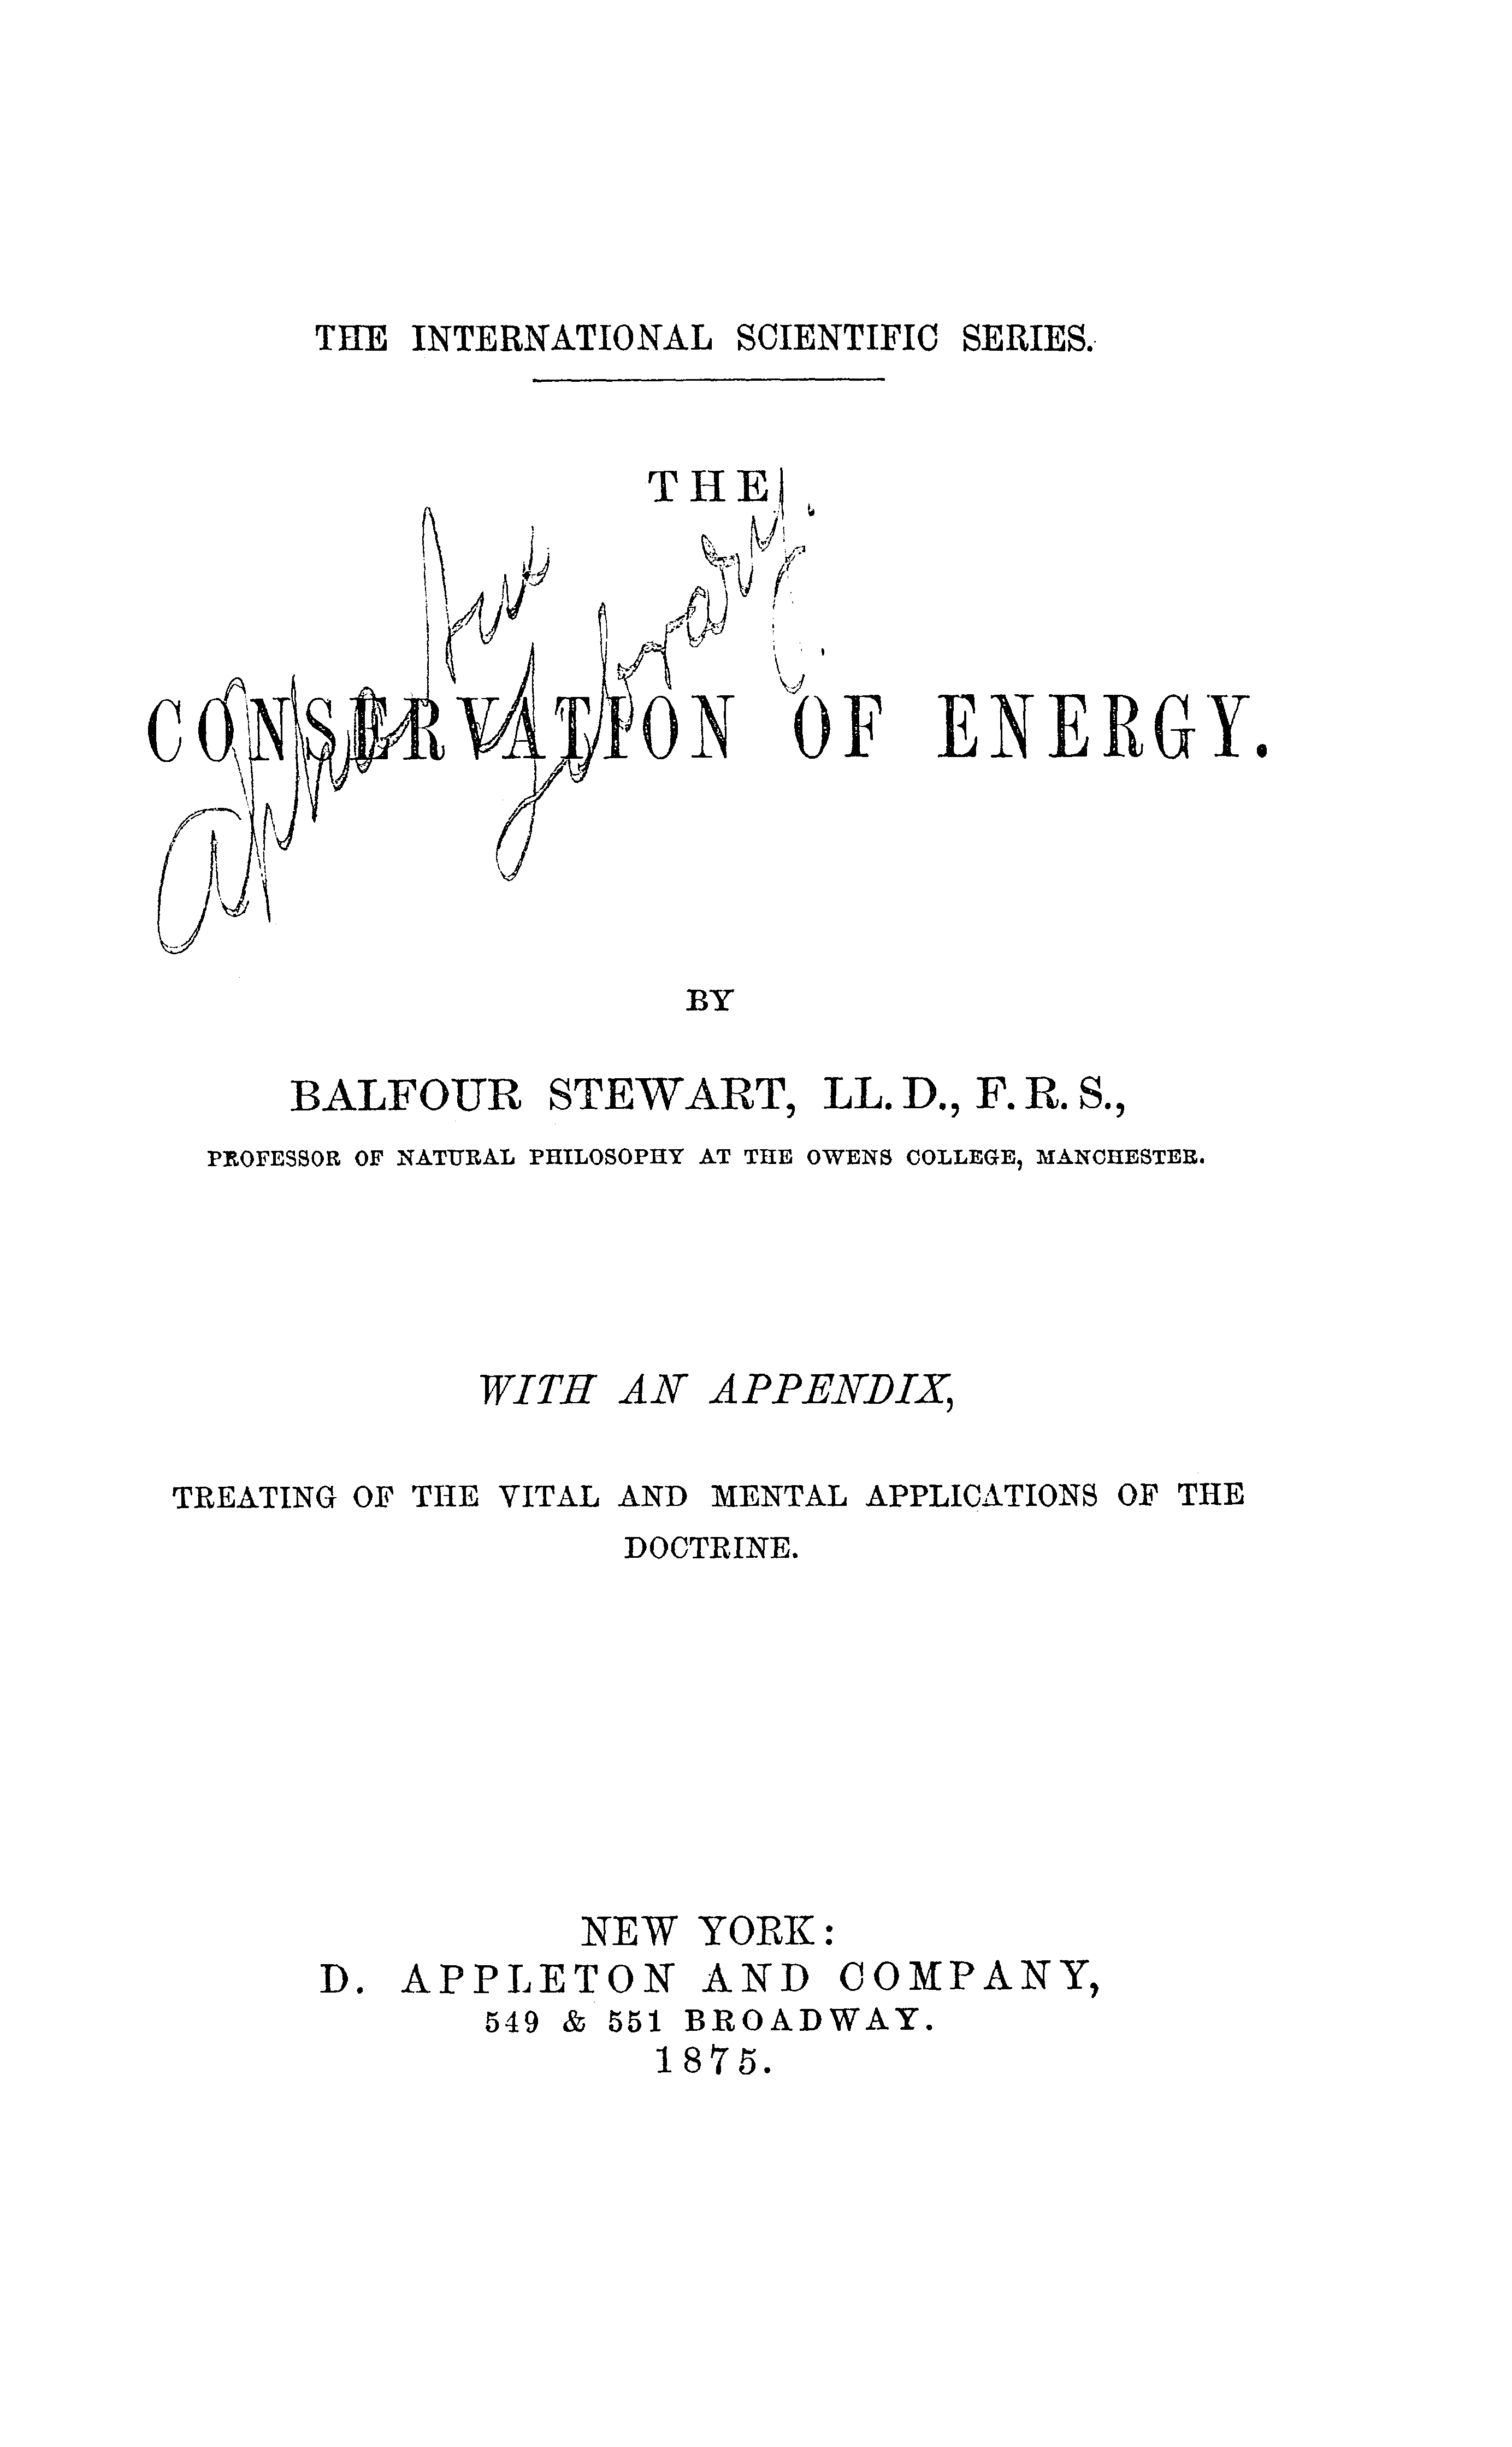 THE INTERNATIONAL SCIENTIFIC SERIES.
THE
CONSERVATION OF ENERGY.
BY
BALFOUR STEWART, LL. D., F. R. S.,
PROFESSOR OF NATURAL PHILOSOPHY AT THE OWENS COLLEGE, MANCHESTER.
WITH AN APPENDIX,
TREATING OF THE VITAL AND MENTAL APPLICATIONS OF THE
DOCTRINE.
NEW YORK:
D. APPLETON AND COMPANY,
549 & 551 BROADWAY.
1875.